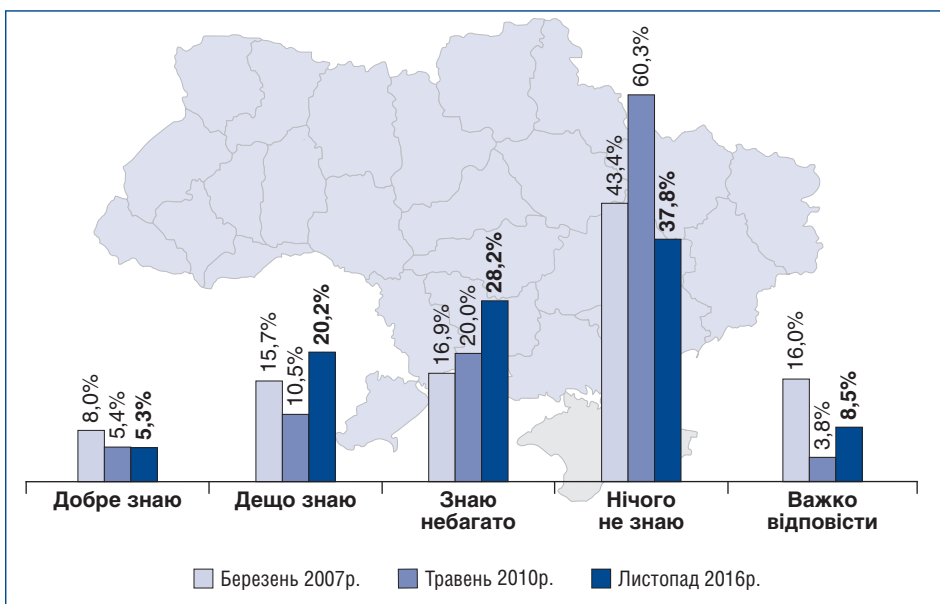 8,0%
5,4%
5,3%
15,7%
10,5%
20,2%
16,9%
20,0%
28,2%
43,4%
60,3%
37,8%
16,0%
3,8%
8,5%
Добре знаю
Дещо знаю
Знаю
небагато
Нічого
не знаю
Важко
відповісти
Березень 2007р.
Травень 2010р.
Листопад 2016р.